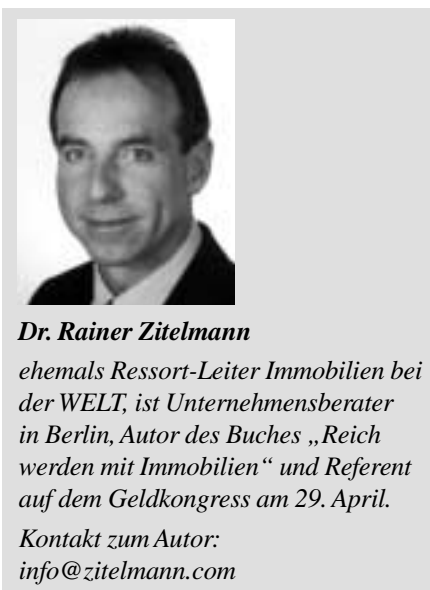 Dr. Rainer Zitelmann
ehemals Ressort-Leiter Immobilien bei
der WELT, ist Unternehmensberater
in Berlin, Autor des Buches „Reich
werden mit Immobilien“ und Referent
auf dem Geldkongress am 29. April.
Kontakt zum Autor:
info@zitelmann.com